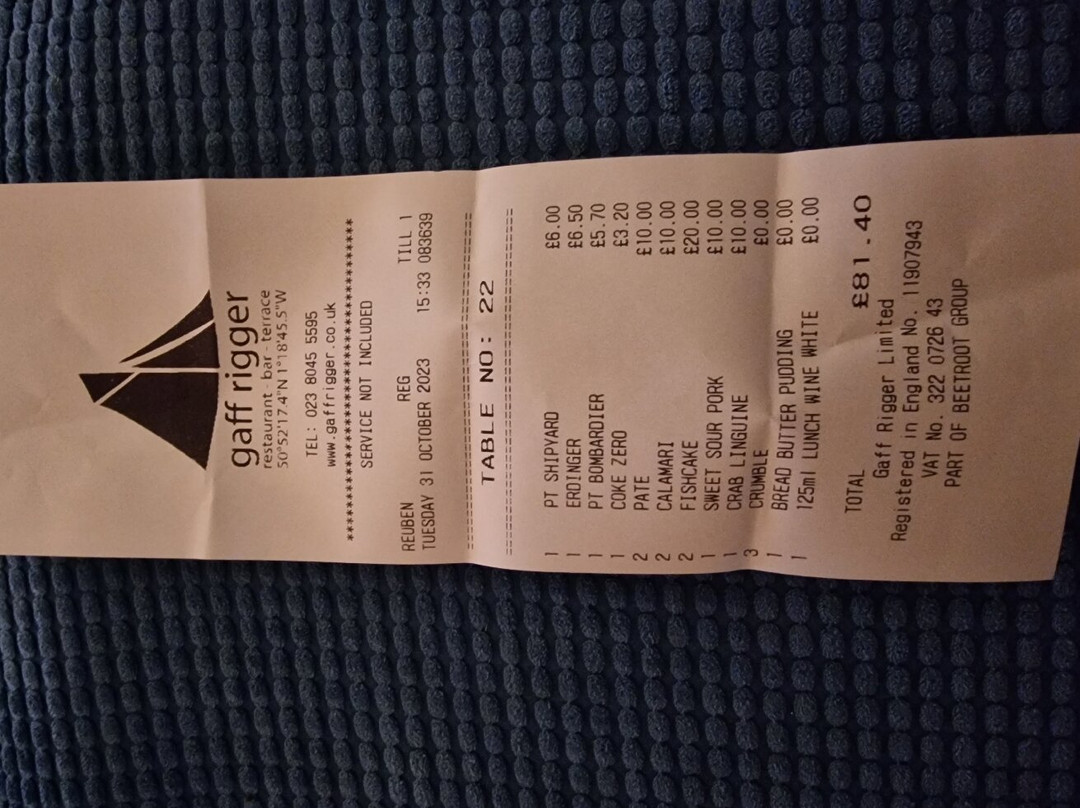 gaff rigger
restaurant - bar - terrace
50°52'17.4"N 1°18'45.5"W
TEL: 023 8045 5595
www.gaffrigger.co.uk
****************************************
SERVICE NOT INCLUDED
REUBEN REG TILL 1
TUESDAY 31 OCTOBER 2023 15:33 083639
========================================
TABLE NO: 22
========================================
1 PT SHIPYARD £6.00
1 ERDINGER £6.50
1 PT BOMBARDIER £5.70
1 COKE ZERO £3.20
2 PATE £10.00
2 CALAMARI £10.00
2 FISHCAKE £20.00
1 SWEET SOUR PORK £10.00
1 CRAB LINGUINE £10.00
3 CRUMBLE £0.00
1 BREAD BUTTER PUDDING £0.00
1 125ml LUNCH WINE WHITE £0.00
TOTAL £81.40
Gaff Rigger Limited
Registered in England No. 11907943
VAT No. 322 0726 43
PART OF BEETROOT GROUP